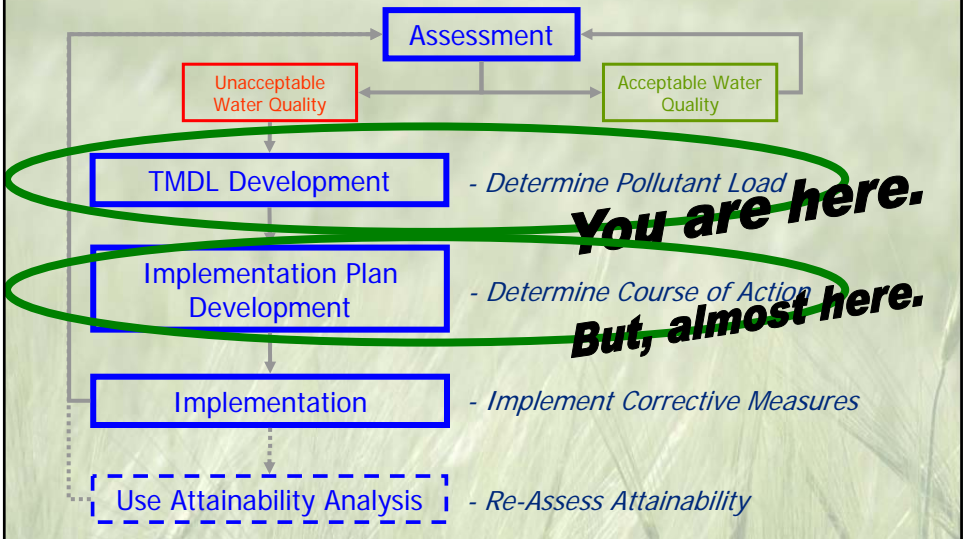 Assessment
Unacceptable
Water Quality
Acceptable Water
Quality
TMDL Development
- Determine Pollutant Load
You are here.
Implementation Plan
Development
- Determine Course of Action
But, almost here.
Implementation
- Implement Corrective Measures
Use Attainability Analysis
- Re-Assess Attainability